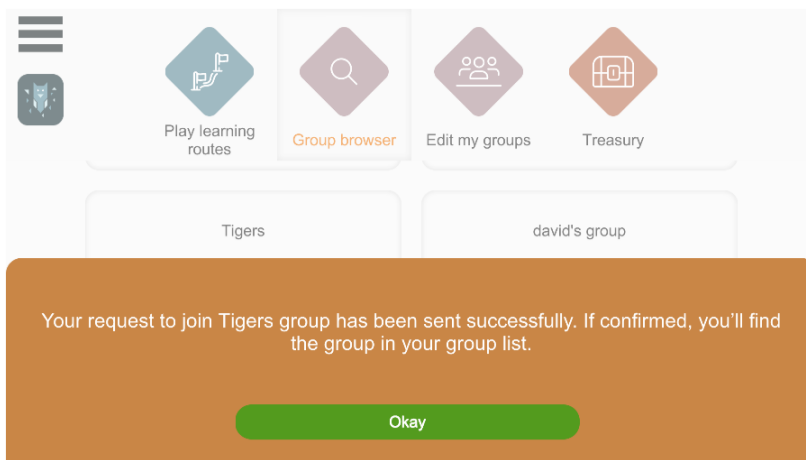 Play learning
routes
Group browser
Edit my groups
Treasury
Tigers
david's group
Your request to join Tigers group has been sent successfully. If confirmed, you’ll find
the group in your group list.
Okay